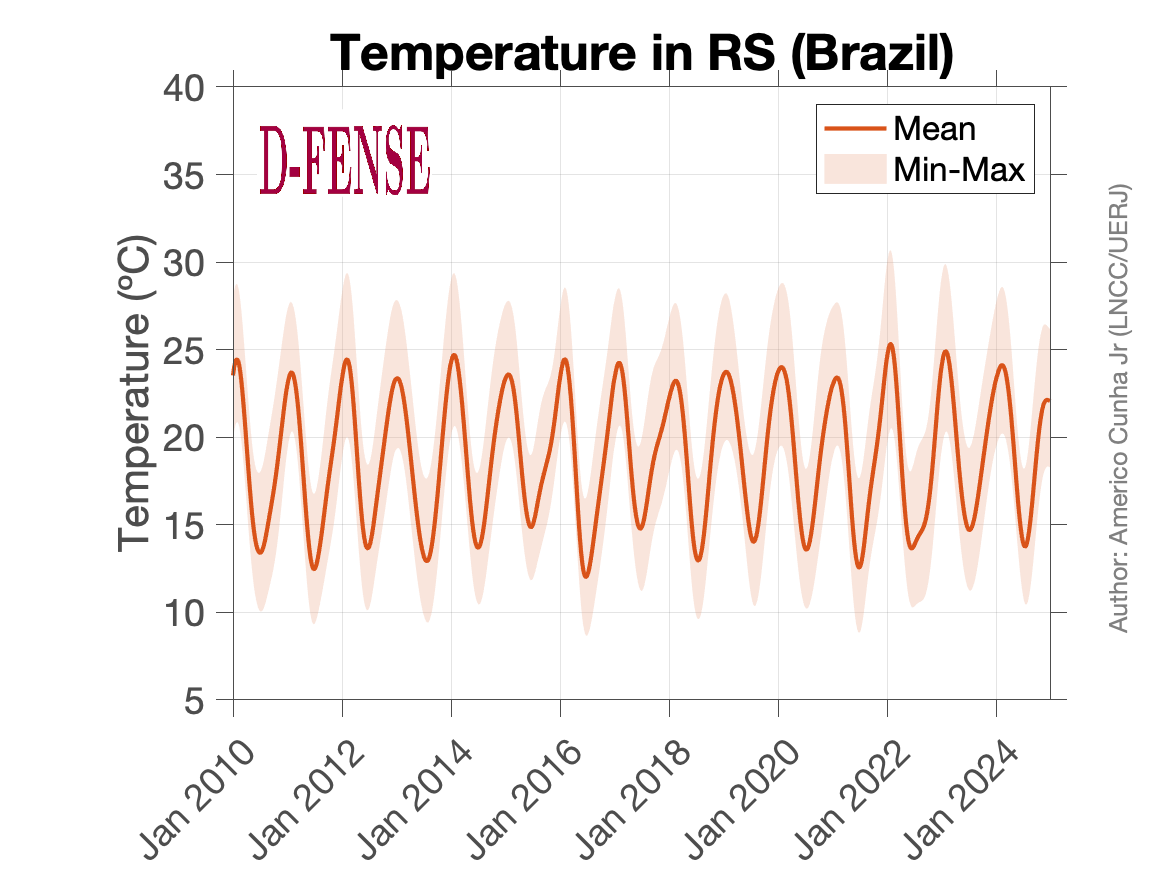 Temperature in RS (Brazil)
D-FENSE
Mean
Min-Max
Temperature (ºC)
40
35
30
25
20
15
10
5
Jan 2010
Jan 2012
Jan 2014
Jan 2016
Jan 2018
Jan 2020
Jan 2022
Jan 2024
Author: Americo Cunha Jr (LNCC/UERJ)